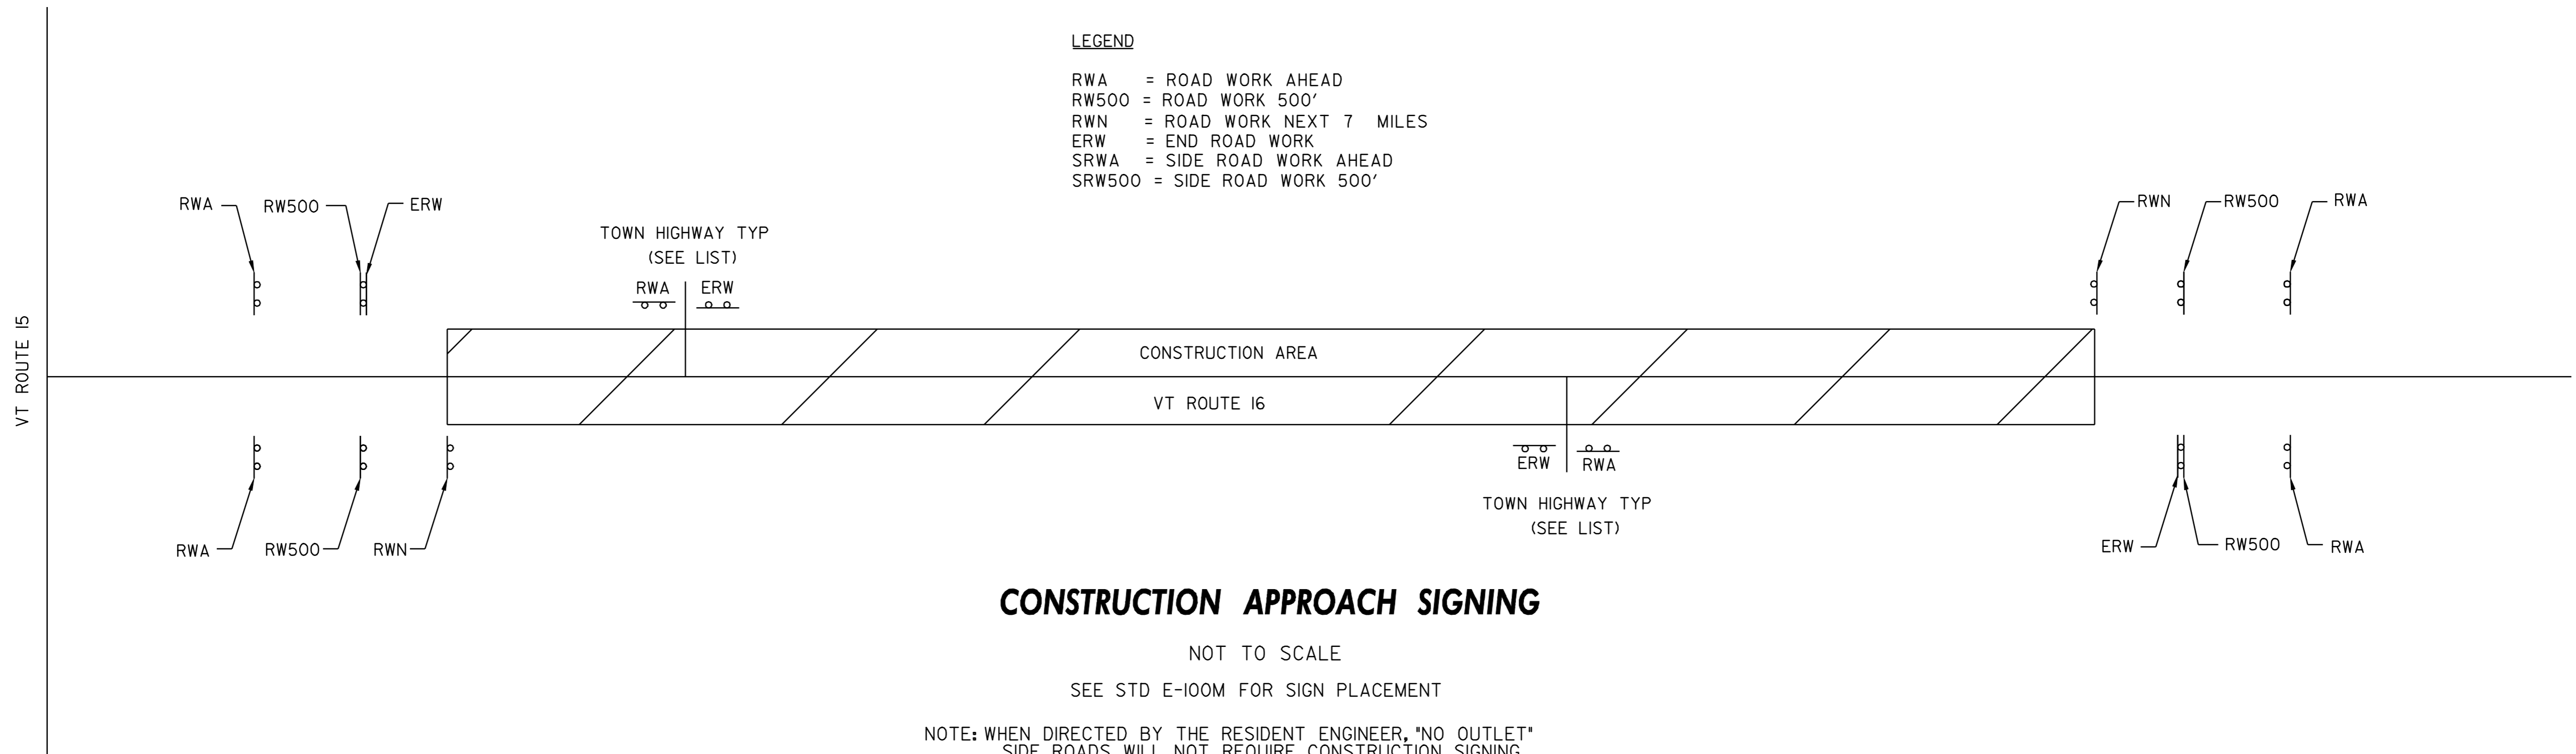 LEGEND
RWA = ROAD WORK AHEAD
RW500 = ROAD WORK 500'
RWN = ROAD WORK NEXT 7 MILES
ERW = END ROAD WORK
SRWA = SIDE ROAD WORK AHEAD
SRW500 = SIDE ROAD WORK 500'
RWA RW500 ERW
RWN RW500 RWA
TOWN HIGHWAY TYP
(SEE LIST)
RWA ERW
VT ROUTE 15
CONSTRUCTION AREA
VT ROUTE 16
ERW RWA
TOWN HIGHWAY TYP
(SEE LIST)
RWA RW500 RWN
ERW RW500 RWA
CONSTRUCTION APPROACH SIGNING
NOT TO SCALE
SEE STD E-100M FOR SIGN PLACEMENT
NOTE: WHEN DIRECTED BY THE RESIDENT ENGINEER, "NO OUTLET"
SIDE ROADS WILL NOT REQUIRE CONSTRUCTION SIGNING